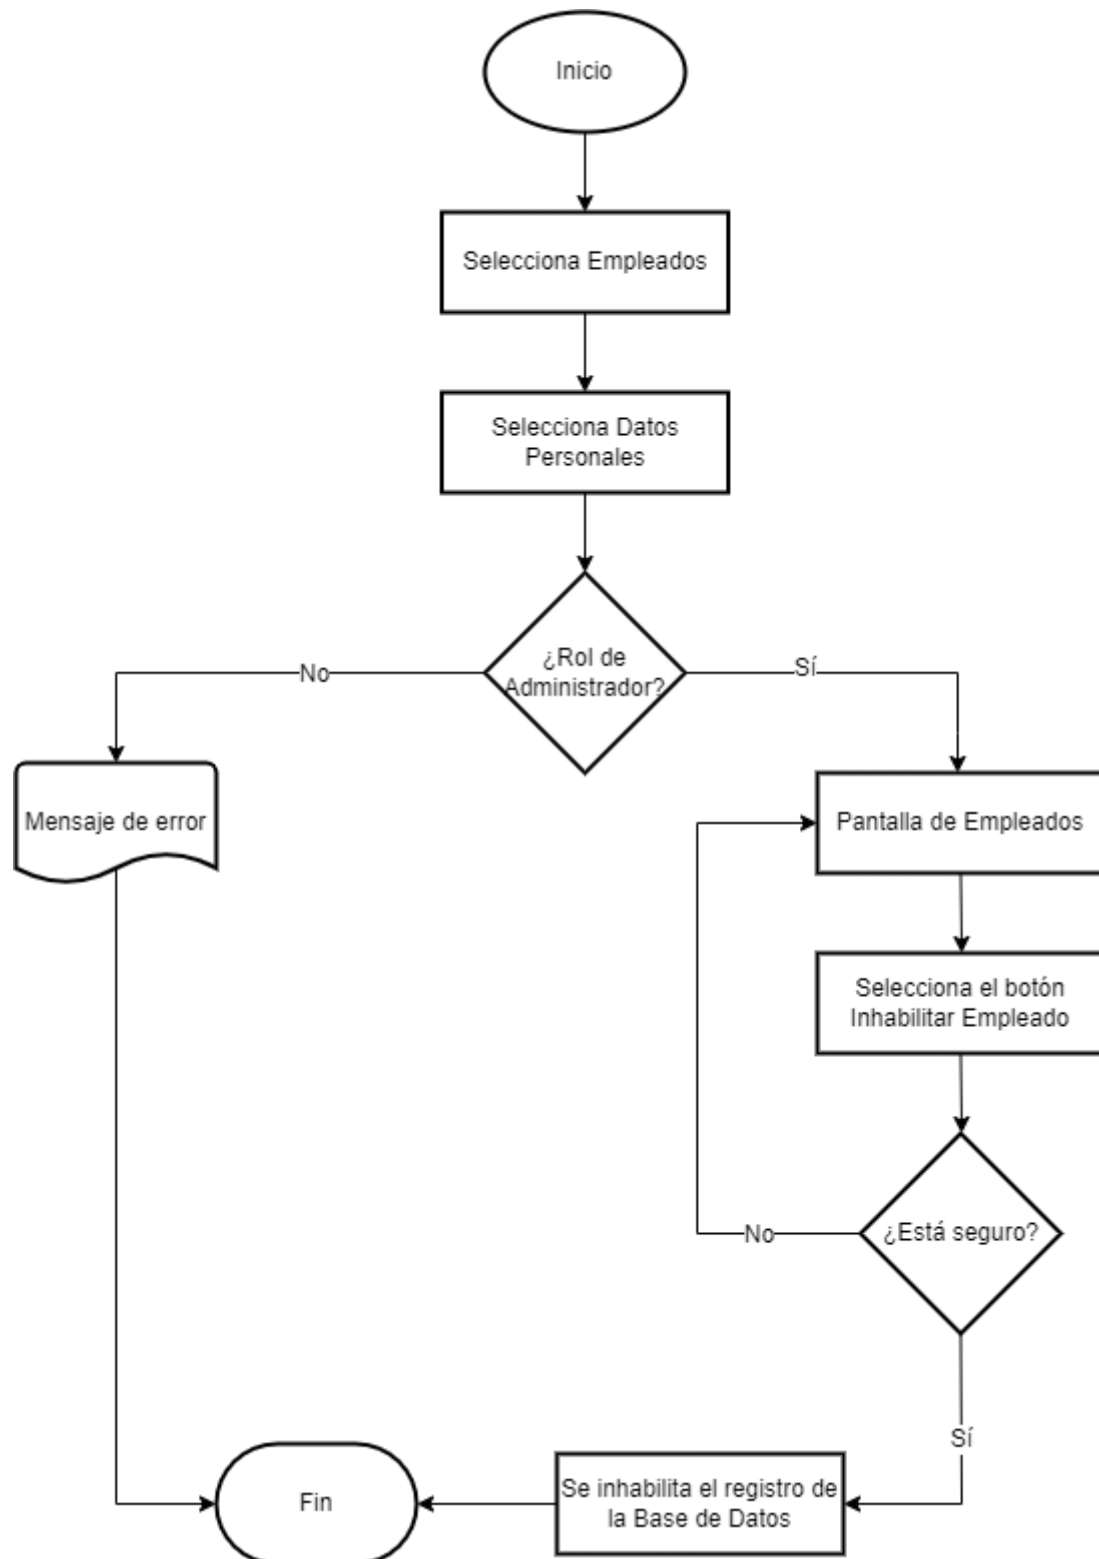 Inicio
Selecciona Empleados
Selecciona Datos
Personales
¿Rol de
Administrador?
No
Sí
Mensaje de error
Pantalla de Empleados
Selecciona el botón
Inhabilitar Empleado
¿Está seguro?
No
Sí
Se inhabilita el registro de
la Base de Datos
Fin